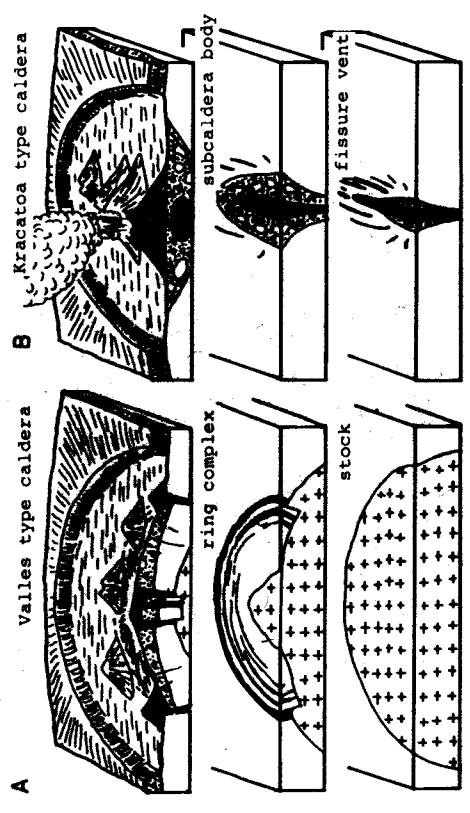 A
Valles type caldera
ring complex
stock
B
Kracatoa type caldera
subcaldera body
fissure vent